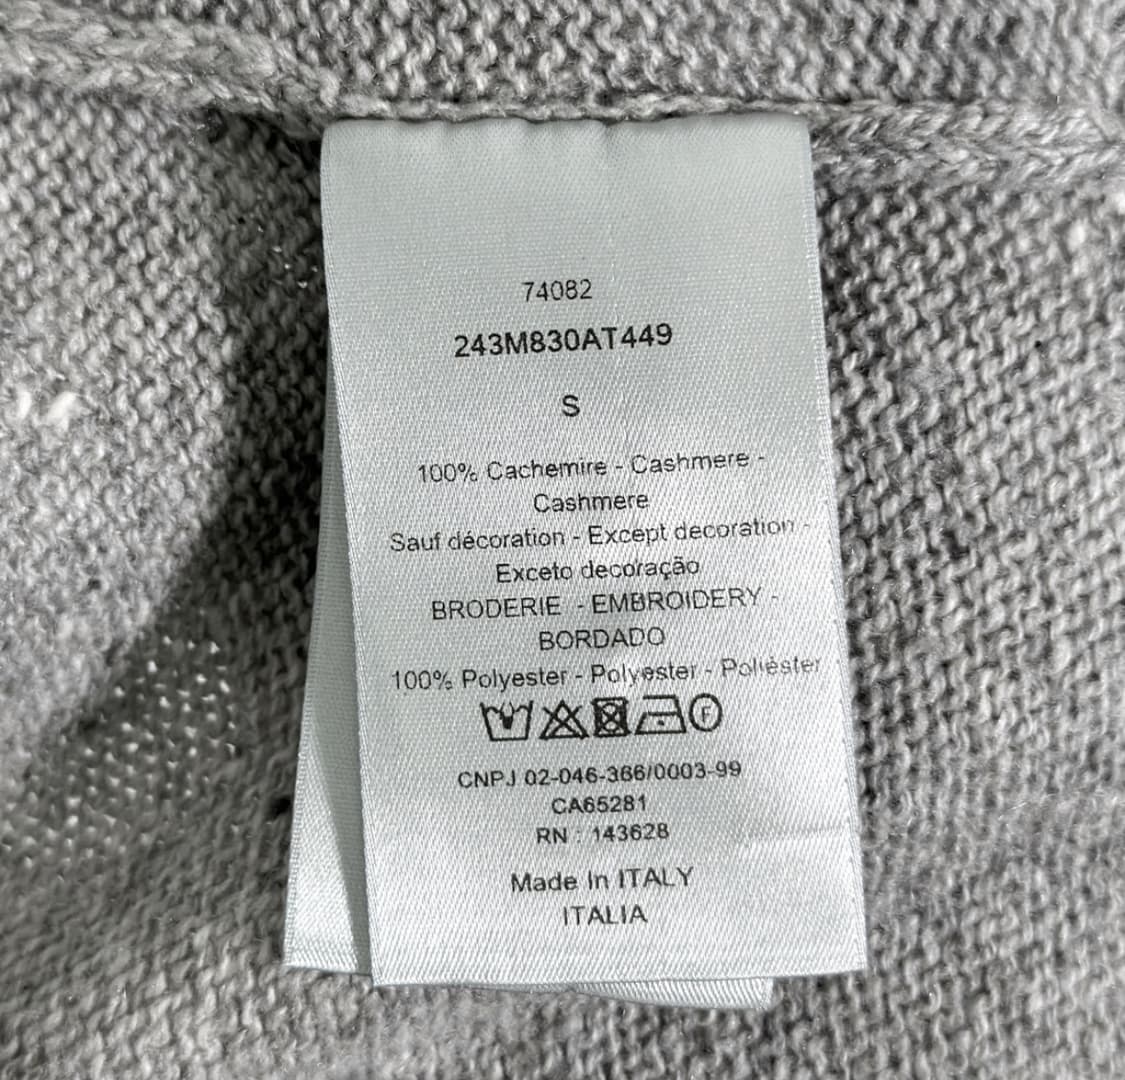 74082
243M830AT449
S
100% Cachemire - Cashmere -
Cashmere
Sauf décoration - Except decoration -
Exceto decoração
BRODERIE - EMBROIDERY -
BORDADO
100% Polyester - Polyester - Poliéster
F
CNPJ 02-046-366/0003-99
CA65281
RN : 143628
Made In ITALY
ITALIA